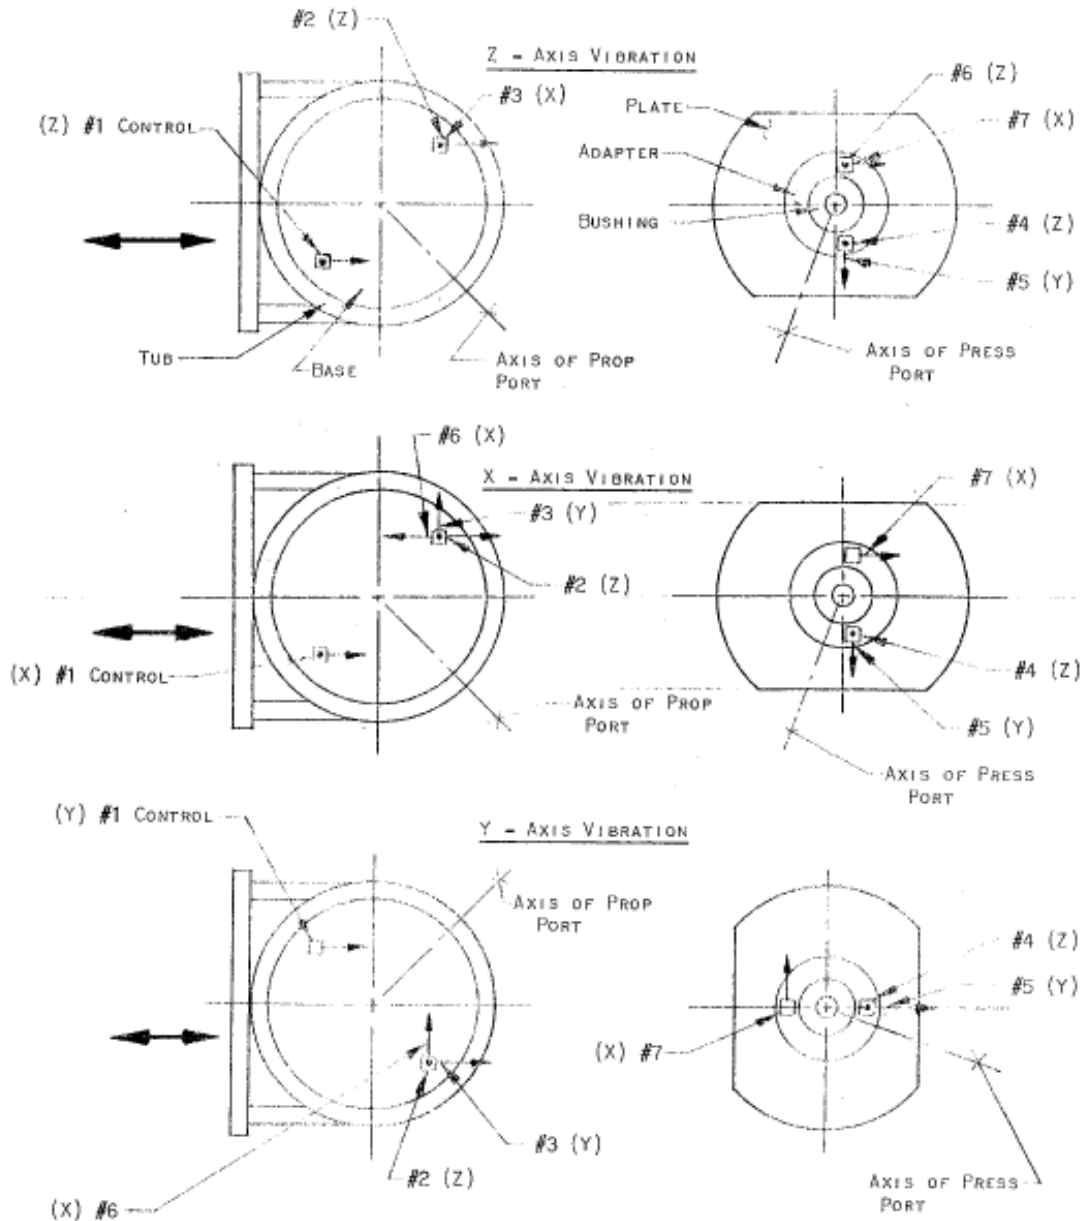 #2 (Z)
Z - AXIS VIBRATION
#6 (Z)
#3 (X)
PLATE
#7 (X)
(Z) #1 CONTROL
ADAPTER
BUSHING
#4 (Z)
#5 (Y)
TUB
BASE
AXIS OF PROP
PORT
AXIS OF PRESS
PORT
#6 (X)
X - AXIS VIBRATION
#7 (X)
#3 (Y)
#2 (Z)
(X) #1 CONTROL
#4 (Z)
AXIS OF PROP
PORT
#5 (Y)
AXIS OF PRESS
PORT
(Y) #1 CONTROL
Y - AXIS VIBRATION
AXIS OF PROP
PORT
#4 (Z)
#5 (Y)
(X) #7
#3 (Y)
#2 (Z)
AXIS OF PRESS
PORT
(X) #6